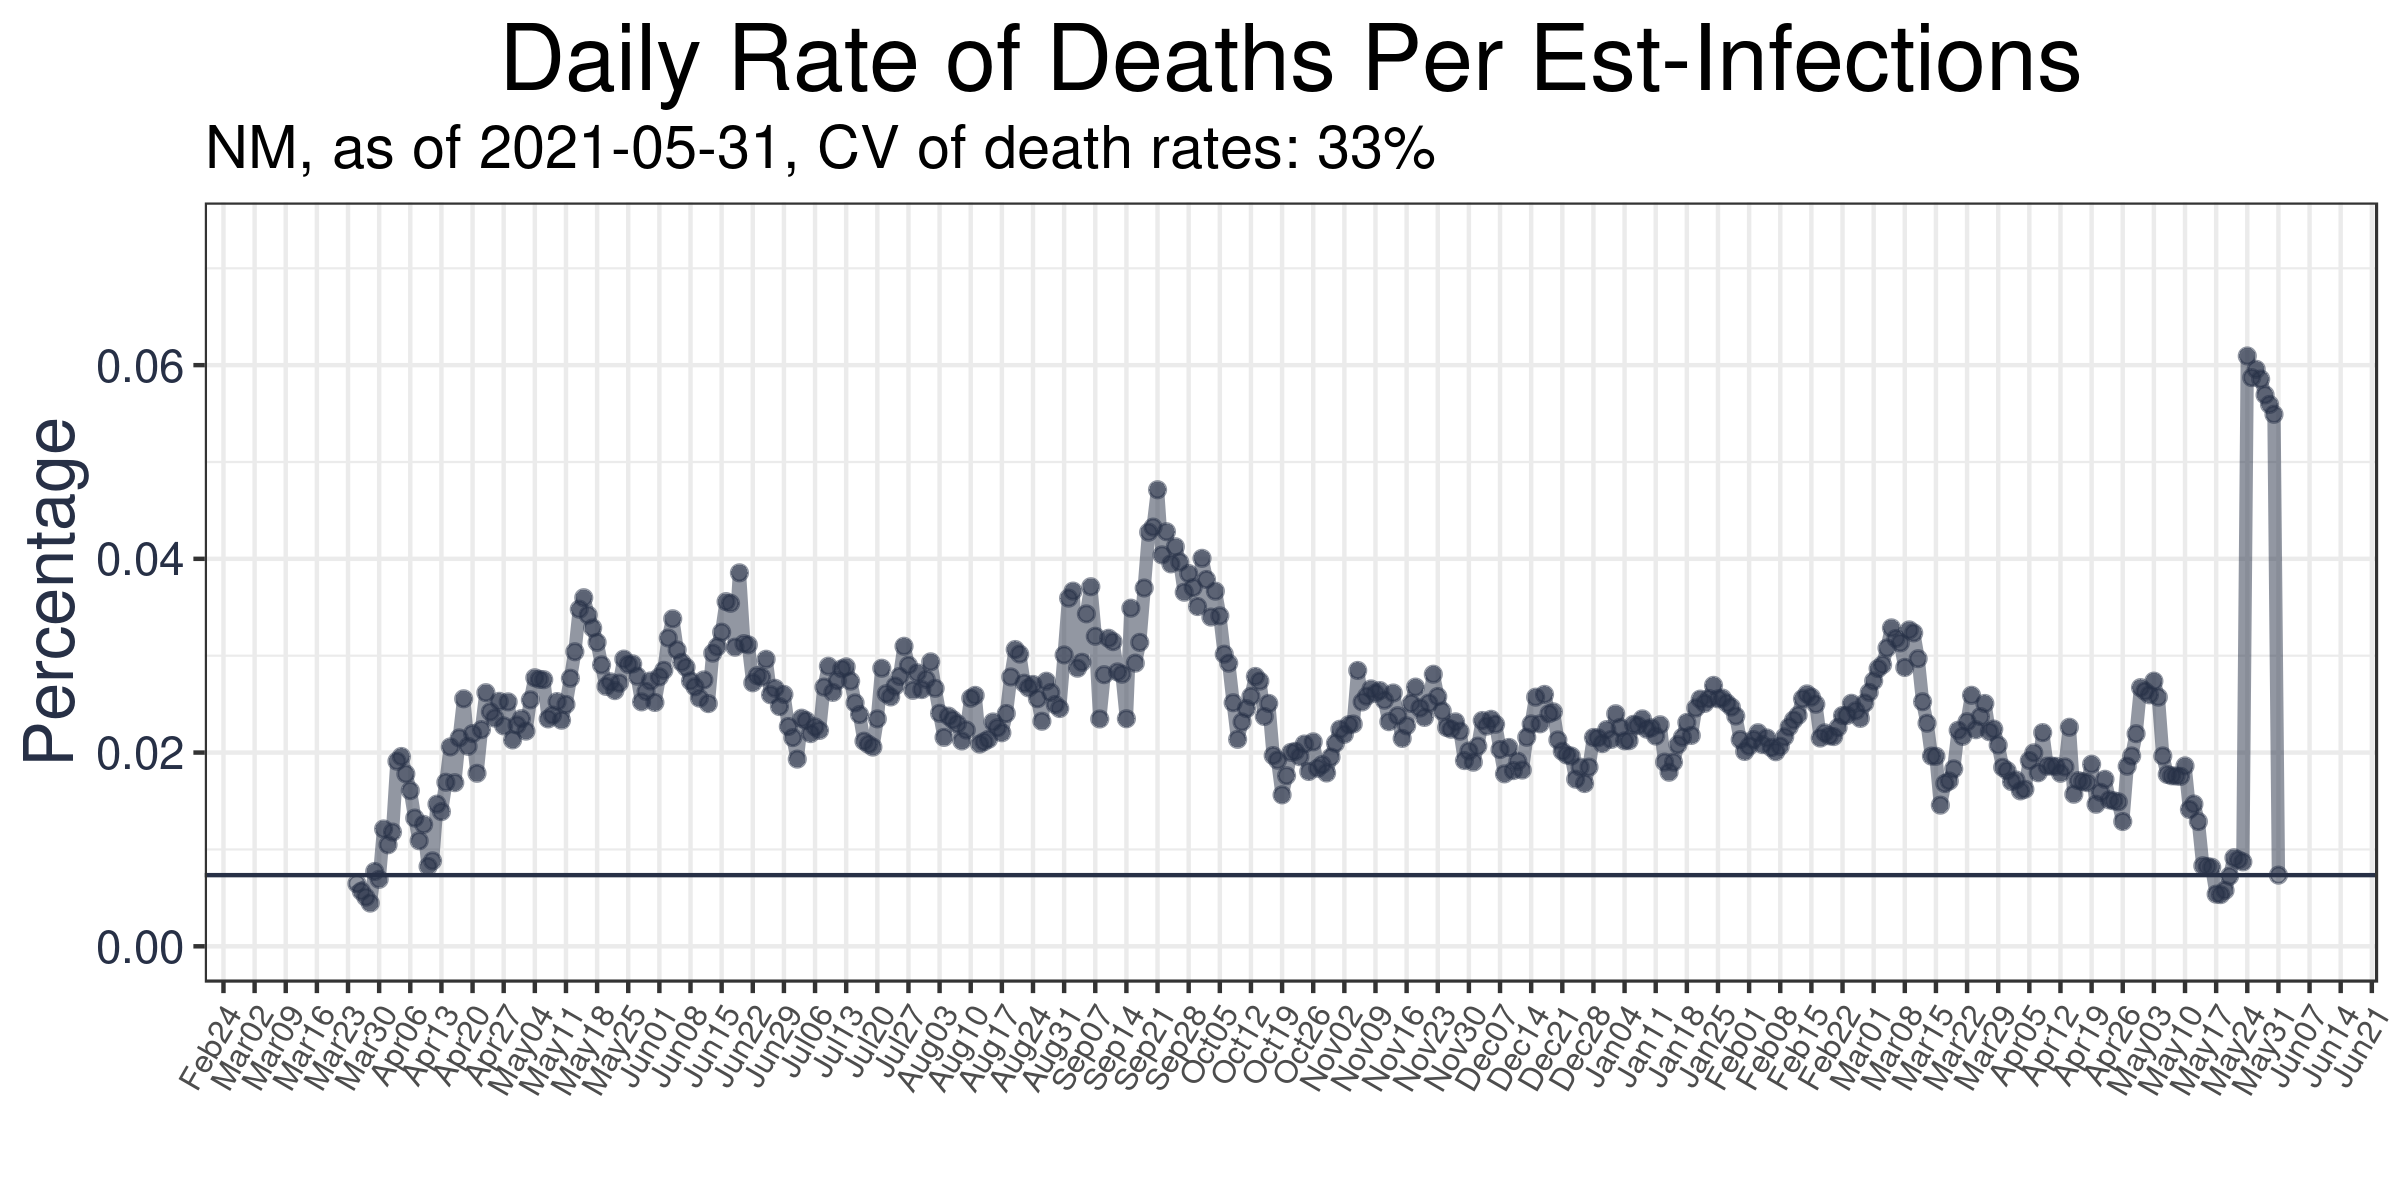 Daily Rate of Deaths Per Est-Infections
NM, as of 2021-05-31, CV of death rates: 33%
Percentage
0.06
0.04
0.02
0.00
Feb24
Mar02
Mar09
Mar16
Mar23
Mar30
Apr06
Apr13
Apr20
Apr27
May04
May11
May18
May25
Jun01
Jun08
Jun15
Jun22
Jun29
Jul06
Jul13
Jul20
Jul27
Aug03
Aug10
Aug17
Aug24
Aug31
Sep07
Sep14
Sep21
Sep28
Oct05
Oct12
Oct19
Oct26
Nov02
Nov09
Nov16
Nov23
Nov30
Dec07
Dec14
Dec21
Dec28
Jan04
Jan11
Jan18
Jan25
Feb01
Feb08
Feb15
Feb22
Mar01
Mar08
Mar15
Mar22
Mar29
Apr05
Apr12
Apr19
Apr26
May03
May10
May17
May24
May31
Jun07
Jun14
Jun21